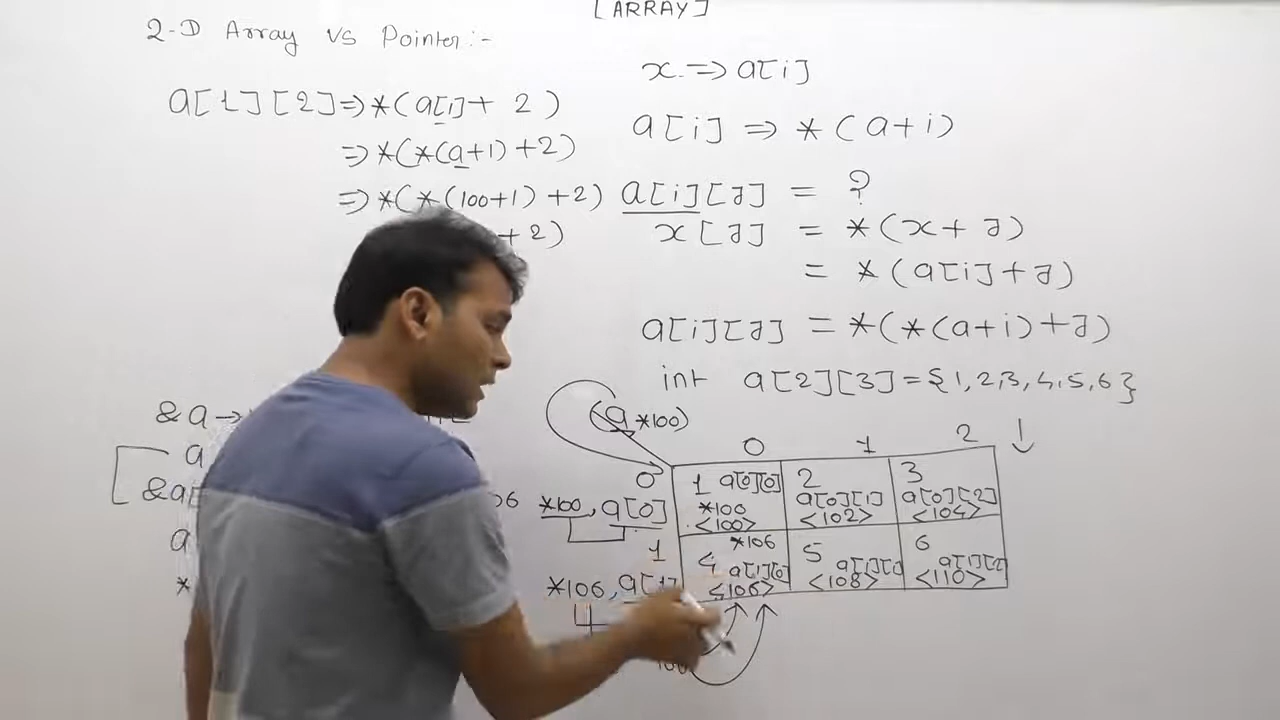 [ARRAY]
2-D Array vs Pointer:-
x => a[i]
a[1][2] => *(a[i]+ 2)
=> *(*(a+1)+2)
=> *(*(100+1)+2)
+2)
a[i] => *(a+i)
a[i][j] = ?
x[j] = *(x+j)
= *(a[i]+j)
a[i][j] = *(*(a+i)+j)
int a[2][3]={1,2,3,4,5,6}
&a→
a
&a[
a
*
(a *100)
0 1 2 ↓
0
*100, a[0]
1 a[0][0] *100 <100>
2 a[0][1] <102>
3 a[0][2] <104>
1
*106, a[1]
4
*106 4 a[1][0] <106>
5 a[1][1] <108>
6 a[1][2 <110>